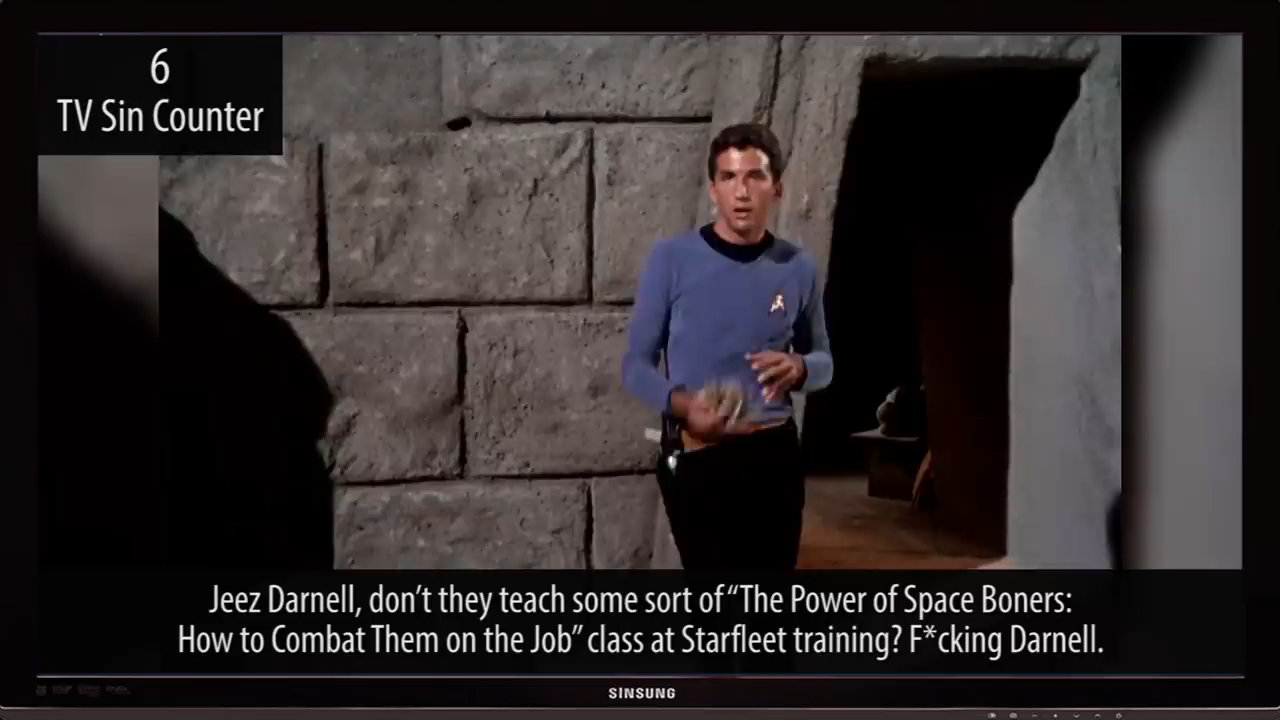 6
TV Sin Counter
Jeez Darnell, don’t they teach some sort of “The Power of Space Boners:
How to Combat Them on the Job” class at Starfleet training? F*cking Darnell.
SINSUNG